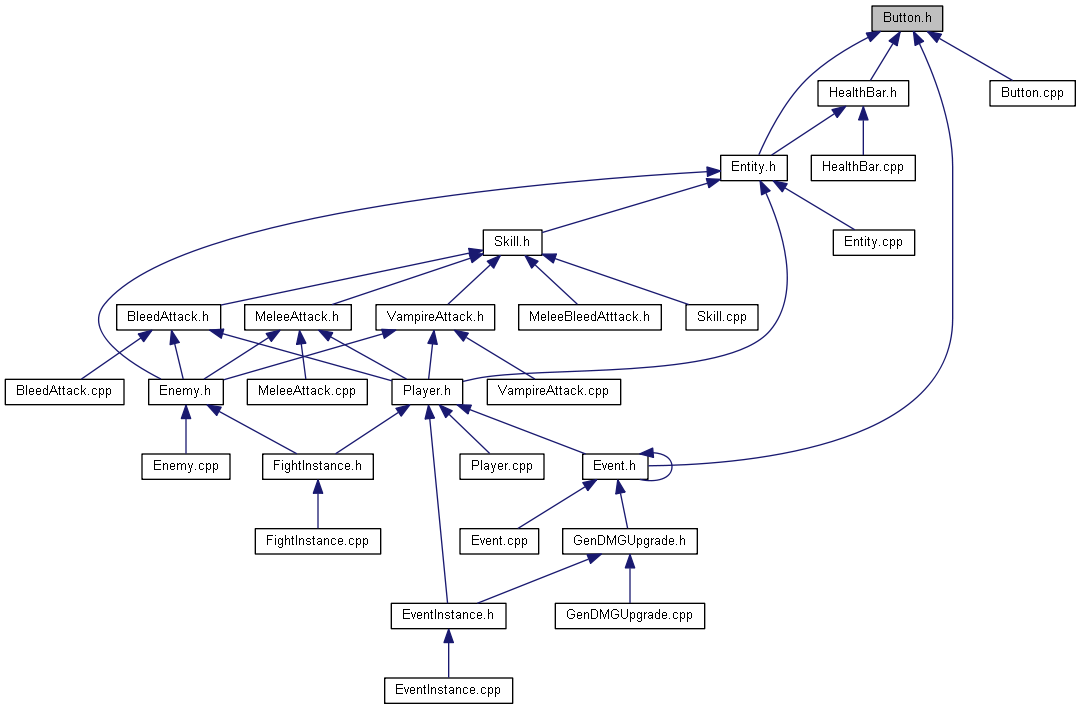 Button.h
HealthBar.h
Button.cpp
Entity.h
HealthBar.cpp
Skill.h
Entity.cpp
BleedAttack.h
MeleeAttack.h
VampireAttack.h
MeleeBleedAtttack.h
Skill.cpp
BleedAttack.cpp
Enemy.h
MeleeAttack.cpp
Player.h
VampireAttack.cpp
Enemy.cpp
FightInstance.h
Player.cpp
Event.h
FightInstance.cpp
Event.cpp
GenDMGUpgrade.h
EventInstance.h
GenDMGUpgrade.cpp
EventInstance.cpp